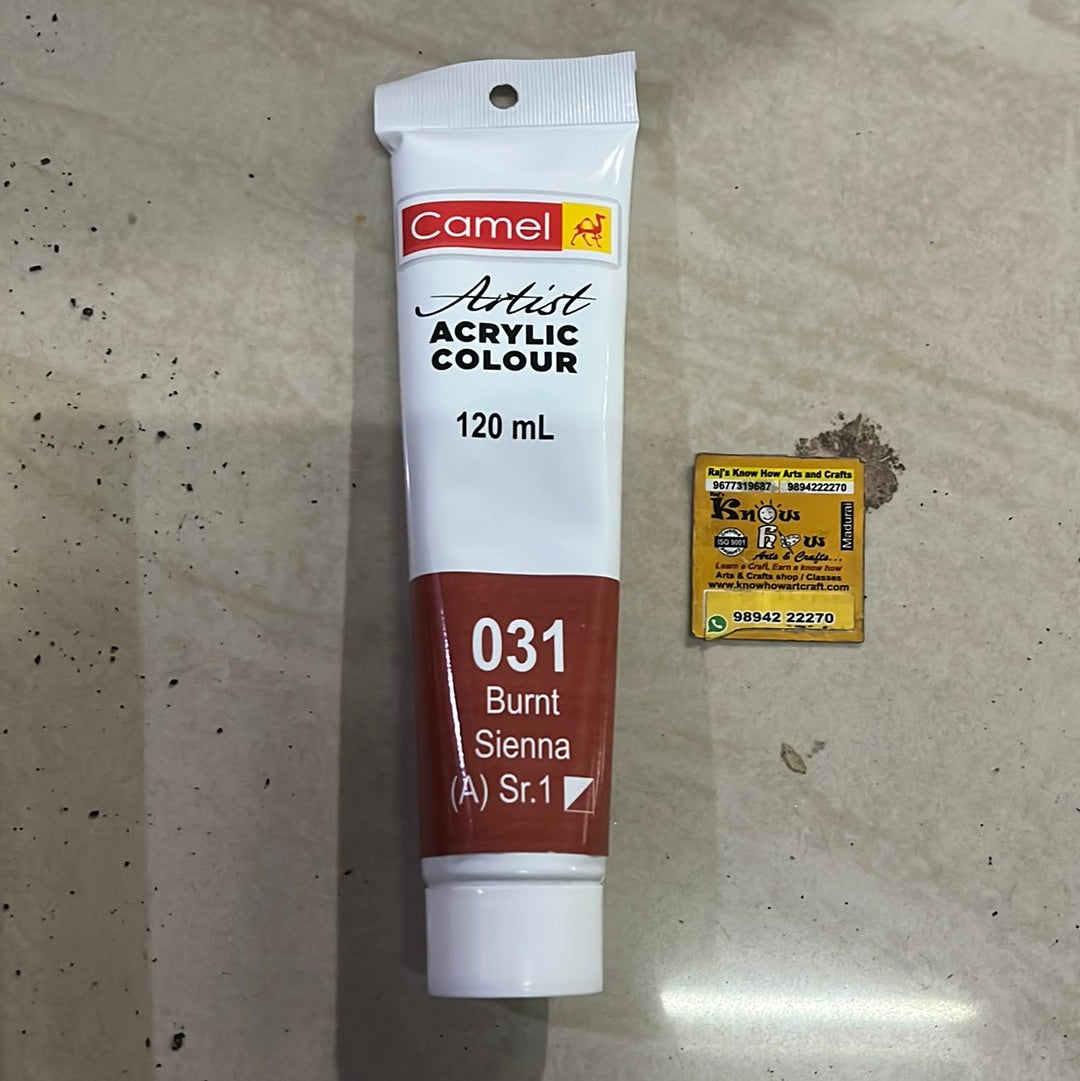 Camel
Artist
ACRYLIC
COLOUR
120 mL
031
Burnt
Sienna
(A) Sr.1
Raj's Know How Arts and Crafts
9677319687 9894222270
Know
How
Madurai
ISO 9001
Arts & Crafts...
Learn a Craft, Earn a know how
Arts & Crafts shop / Classes
www.knowhowartcraft.com
98942 22270